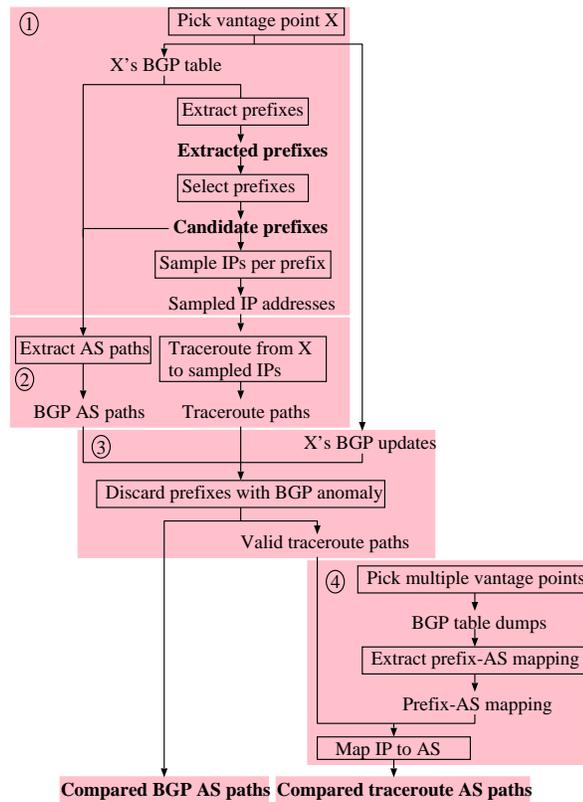 1
Pick vantage point X
X's BGP table
Extract prefixes
Extracted prefixes
Select prefixes
Candidate prefixes
Sample IPs per prefix
Sampled IP addresses
Extract AS paths
Traceroute from X
to sampled IPs
2
BGP AS paths
Traceroute paths
3
X's BGP updates
Discard prefixes with BGP anomaly
Valid traceroute paths
4
Pick multiple vantage points
BGP table dumps
Extract prefix-AS mapping
Prefix-AS mapping
Map IP to AS
Compared BGP AS paths
Compared traceroute AS paths